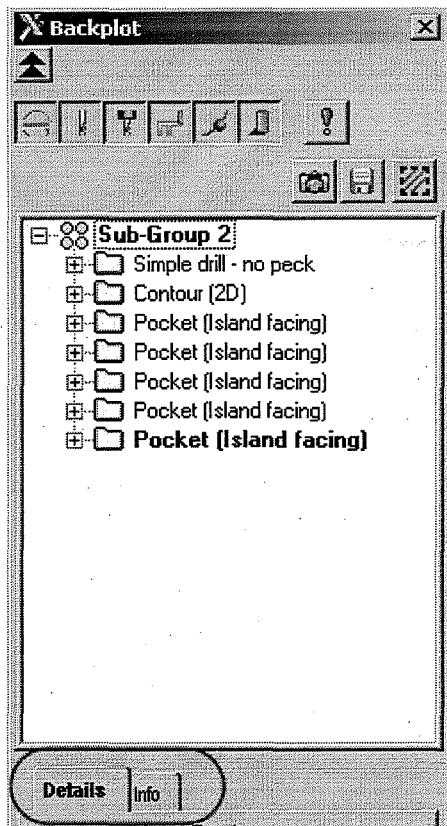 Backplot
Sub-Group 2
Simple drill - no peck
Contour (2D)
Pocket (Island facing)
Pocket (Island facing)
Pocket (Island facing)
Pocket (Island facing)
Pocket (Island facing)
Details Info